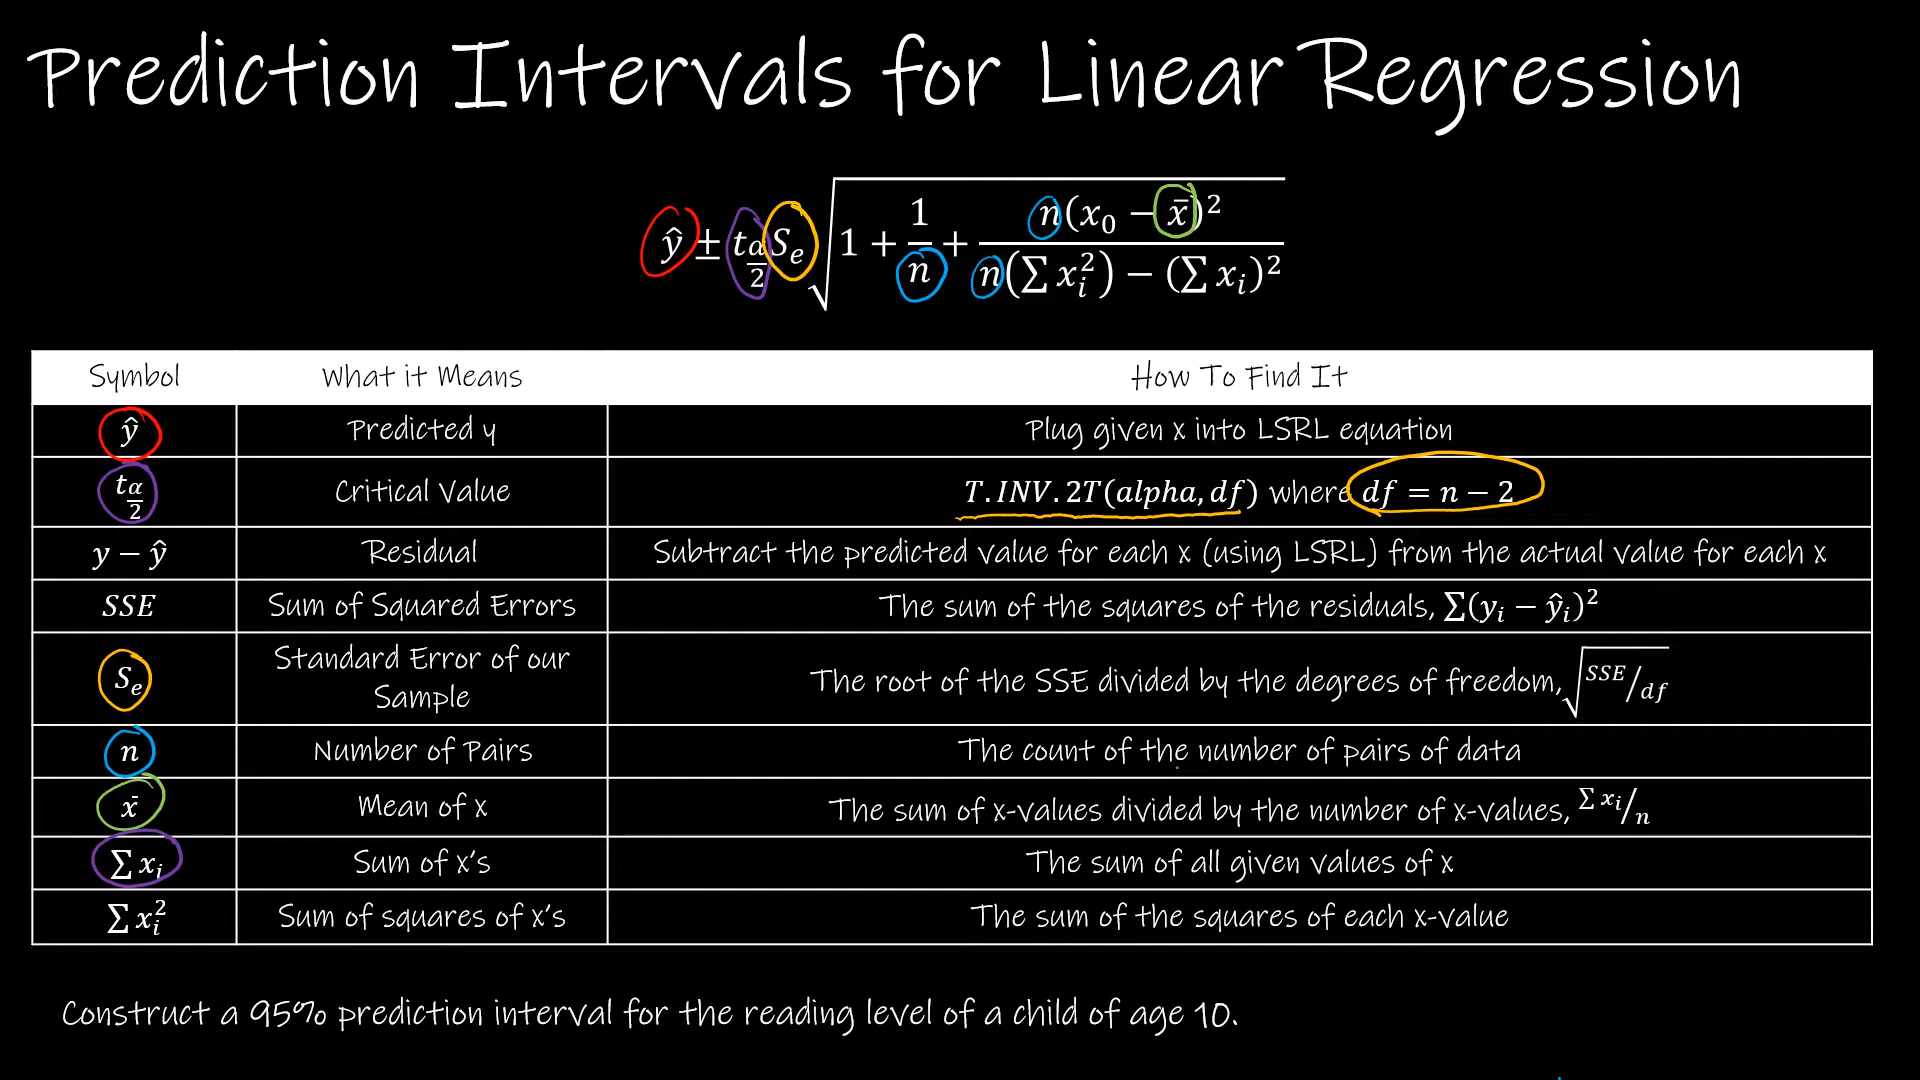 Prediction Intervals for Linear Regression
ŷ ± t_{α/2} S_e √(1 + 1/n + n(x₀ − x̄)² / (n(∑ xᵢ²) − (∑ xᵢ)²))
Symbol What it Means How To Find It
ŷ Predicted y Plug given x into LSRL equation
t_{α/2} Critical Value T.INV.2T(alpha, df) where df = n − 2
y − ŷ Residual Subtract the predicted value for each x (using LSRL) from the actual value for each x
SSE Sum of Squared Errors The sum of the squares of the residuals, ∑(yᵢ − ŷᵢ)²
S_e Standard Error of our Sample The root of the SSE divided by the degrees of freedom, √(SSE/df)
n Number of Pairs The count of the number of pairs of data
x̄ Mean of x The sum of x-values divided by the number of x-values, ∑ xᵢ/n
∑ xᵢ Sum of x's The sum of all given values of x
∑ xᵢ² Sum of squares of x's The sum of the squares of each x-value
Construct a 95% prediction interval for the reading level of a child of age 10.